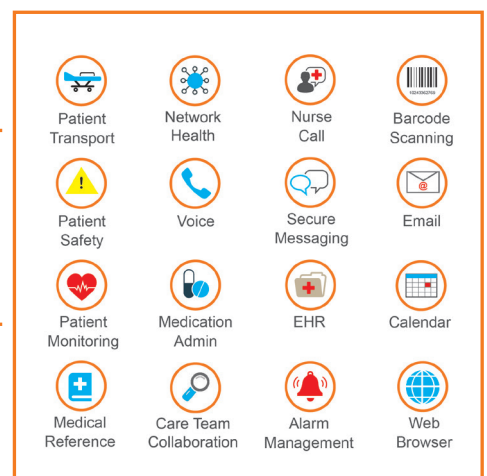 Patient
Transport
Network
Health
Nurse
Call
Barcode
Scanning
Patient
Safety
Voice
Secure
Messaging
Email
Patient
Monitoring
Medication
Admin
EHR
Calendar
Medical
Reference
Care Team
Collaboration
Alarm
Management
Web
Browser